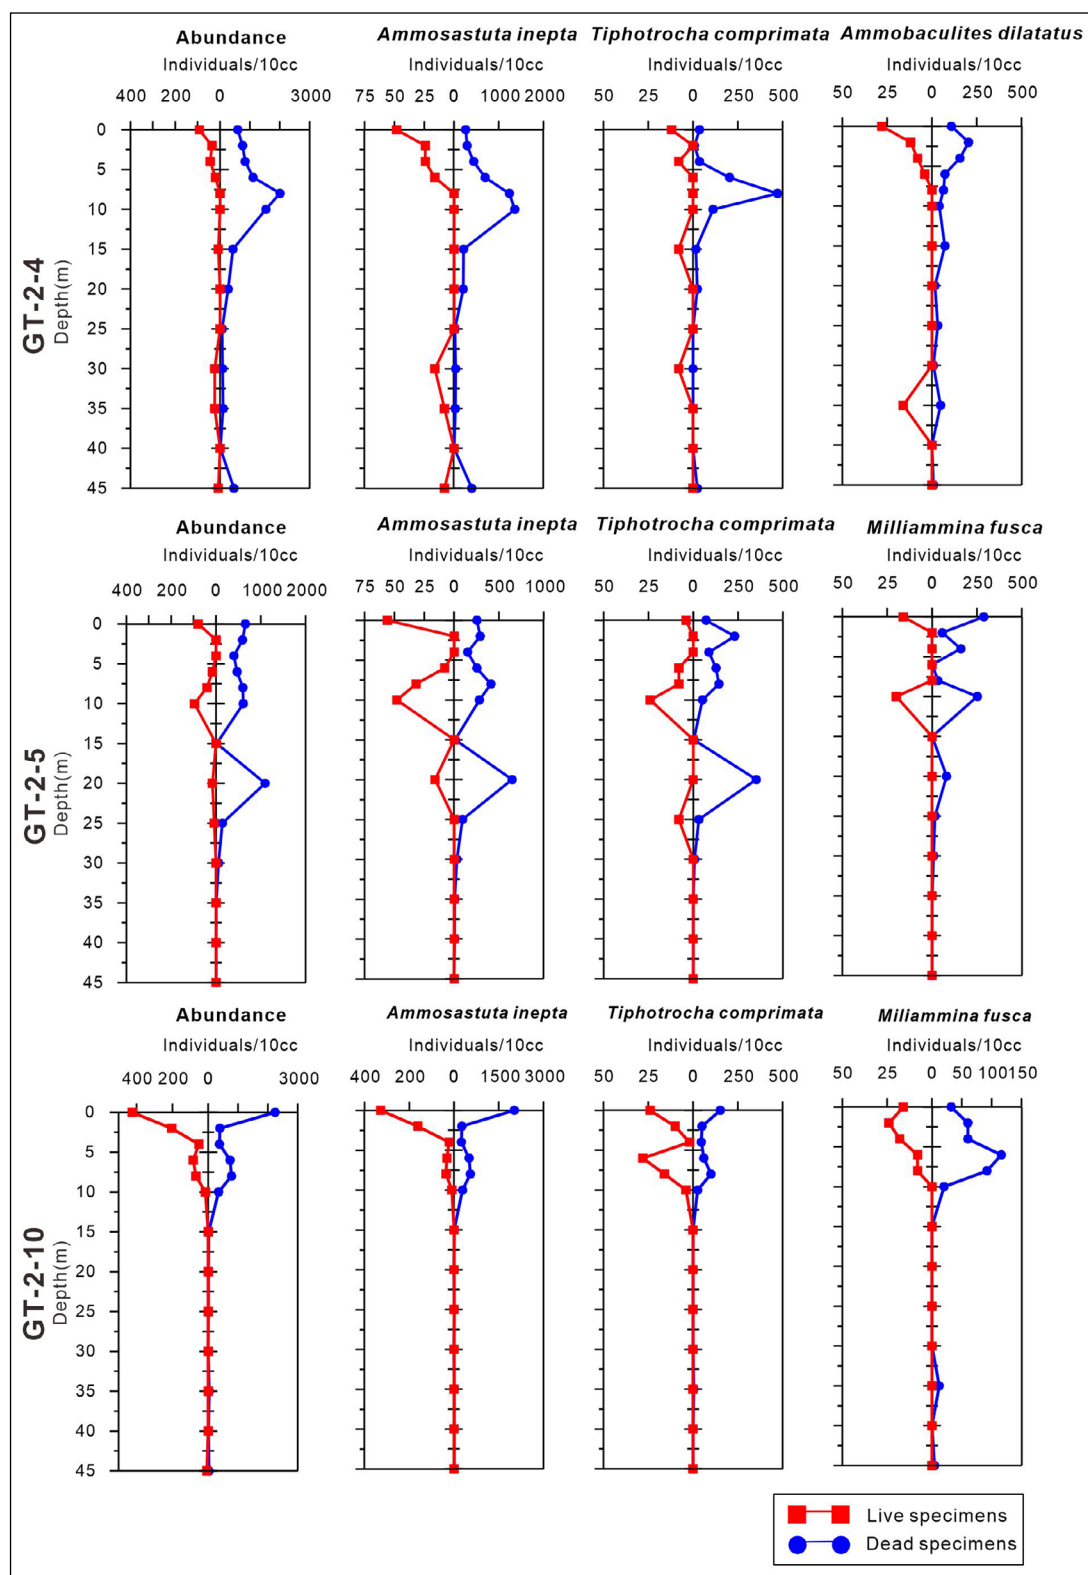 Abundance Ammosastuta inepta Tiphotrocha comprimata Ammobaculites dilatatus
Individuals/10cc Individuals/10cc Individuals/10cc Individuals/10cc
400 200 0 3000 75 50 25 0 1000 2000 50 25 0 250 500 50 25 0 250 500
0
5
10
15
20
25
30
35
40
45
GT-2-4
Depth(m)
Abundance Ammosastuta inepta Tiphotrocha comprimata Milliammina fusca
Individuals/10cc Individuals/10cc Individuals/10cc Individuals/10cc
400 200 0 1000 2000 75 50 25 0 500 1000 50 25 0 250 500 50 25 0 250 500
0
5
10
15
20
25
30
35
40
45
GT-2-5
Depth(m)
Abundance Ammosastuta inepta Tiphotrocha comprimata Miliammina fusca
Individuals/10cc Individuals/10cc Individuals/10cc Individuals/10cc
400 200 0 3000 400 200 0 1500 3000 50 25 0 250 500 50 25 0 50 100 150
0
5
10
15
20
25
30
35
40
45
GT-2-10
Depth(m)
Live specimens
Dead specimens